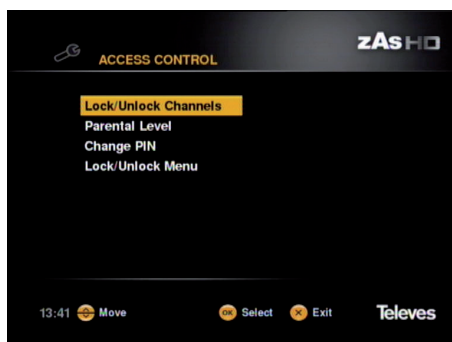 zAs HD
ACCESS CONTROL
Lock/Unlock Channels
Parental Level
Change PIN
Lock/Unlock Menu
13:41 Move OK Select X Exit Televes